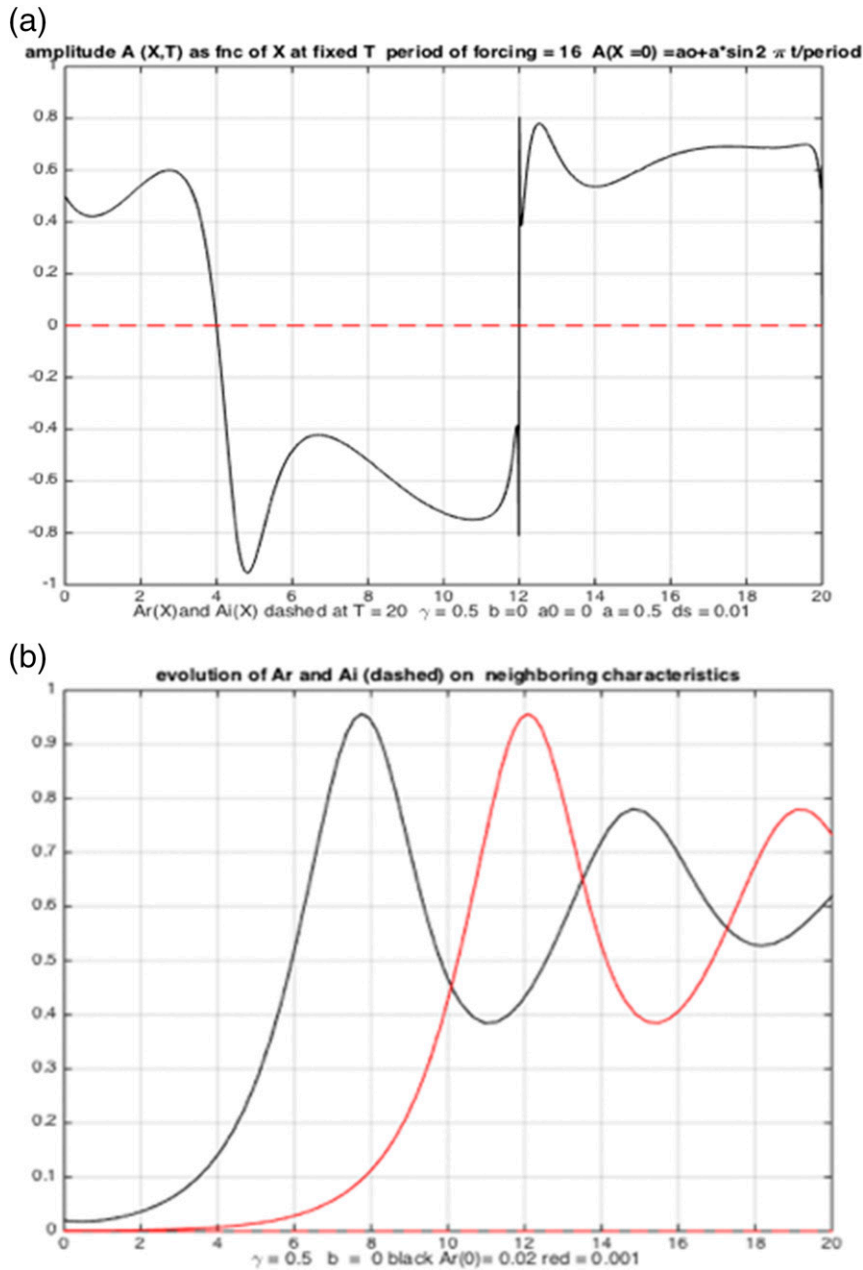 (a)
amplitude A (X,T) as fnc of X at fixed T period of forcing = 16 A(X =0) =ao+a*sin2 π t/period
1
0.8
0.6
0.4
0.2
0
-0.2
-0.4
-0.6
-0.8
-1
0 2 4 6 8 10 12 14 16 18 20
Ar(X)and Ai(X) dashed at T = 20 γ = 0.5 b =0 a0 = 0 a = 0.5 ds = 0.01
(b)
evolution of Ar and Ai (dashed) on neighboring characteristics
1
0.9
0.8
0.7
0.6
0.5
0.4
0.3
0.2
0.1
0
0 2 4 6 8 10 12 14 16 18 20
γ = 0.5 b = 0 black Ar(0)= 0.02 red = 0.001